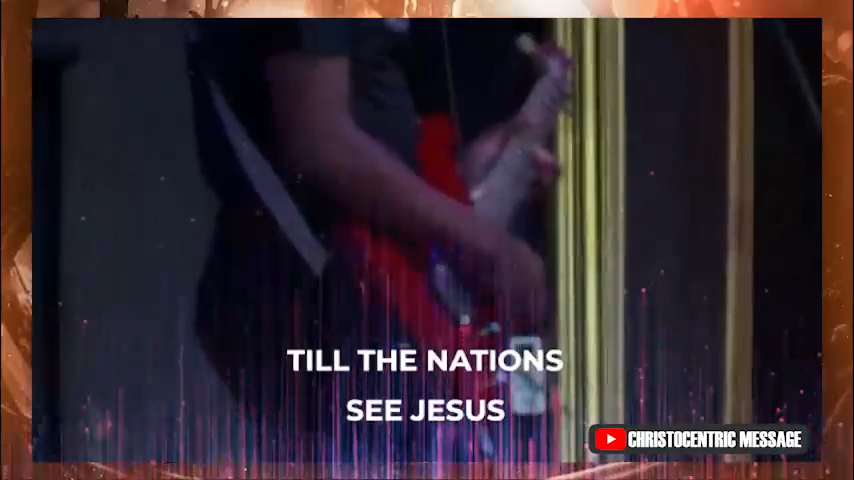 TILL THE NATIONS
SEE JESUS
CHRISTOCENTRIC MESSAGE